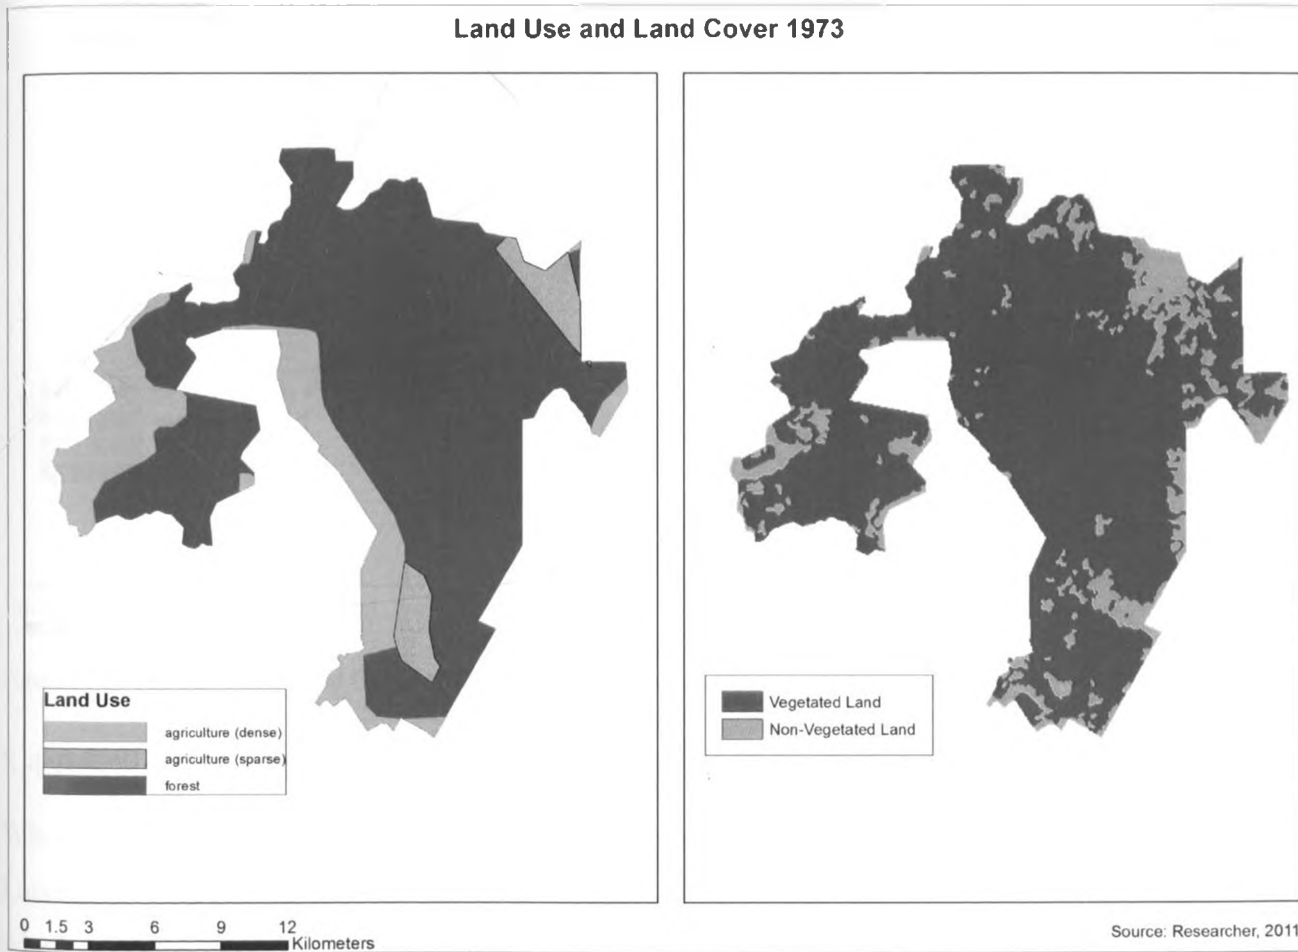 Land Use and Land Cover 1973
Land Use
agriculture (dense)
agriculture (sparse)
forest
Vegetated Land
Non-Vegetated Land
0 1.5 3 6 9 12
Kilometers
Source: Researcher, 2011